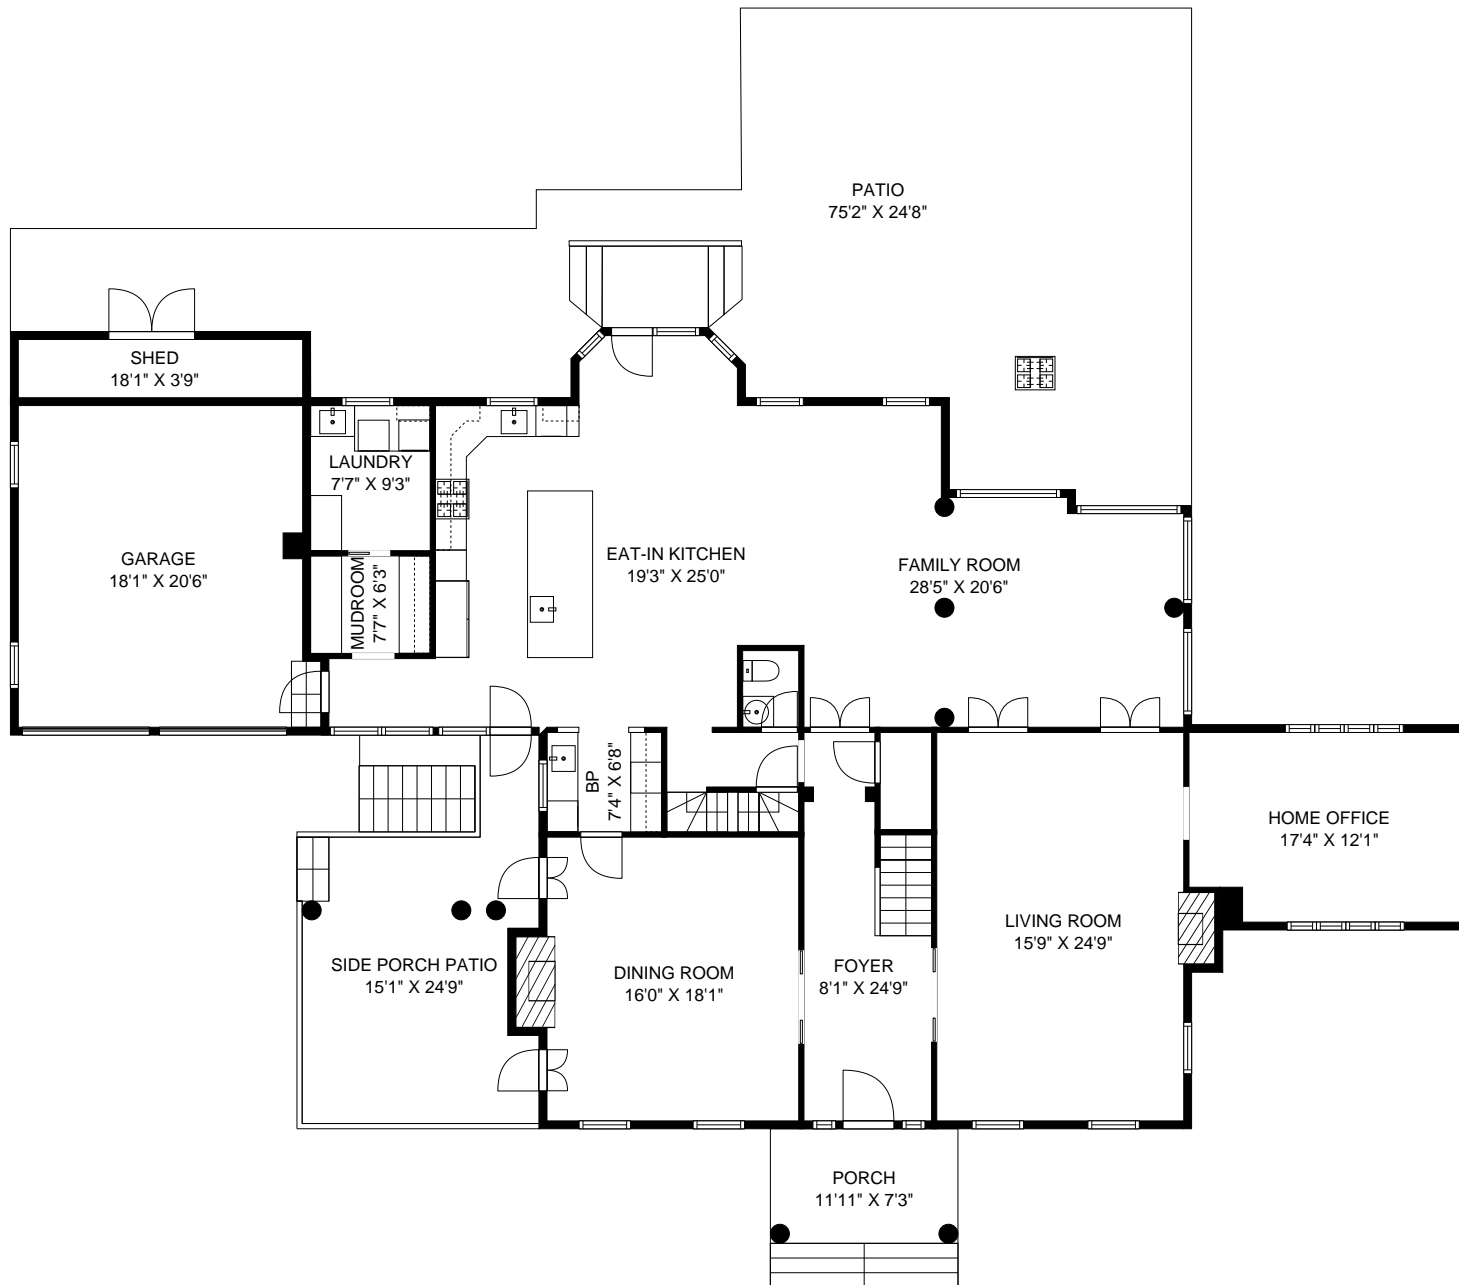 PATIO
75'2" X 24'8"
SHED
18'1" X 3'9"
LAUNDRY
7'7" X 9'3"
GARAGE
18'1" X 20'6"
MUDROOM
7'7" X 6'3"
EAT-IN KITCHEN
19'3" X 25'0"
FAMILY ROOM
28'5" X 20'6"
BP
7'4" X 6'8"
HOME OFFICE
17'4" X 12'1"
LIVING ROOM
15'9" X 24'9"
SIDE PORCH PATIO
15'1" X 24'9"
DINING ROOM
16'0" X 18'1"
FOYER
8'1" X 24'9"
PORCH
11'11" X 7'3"